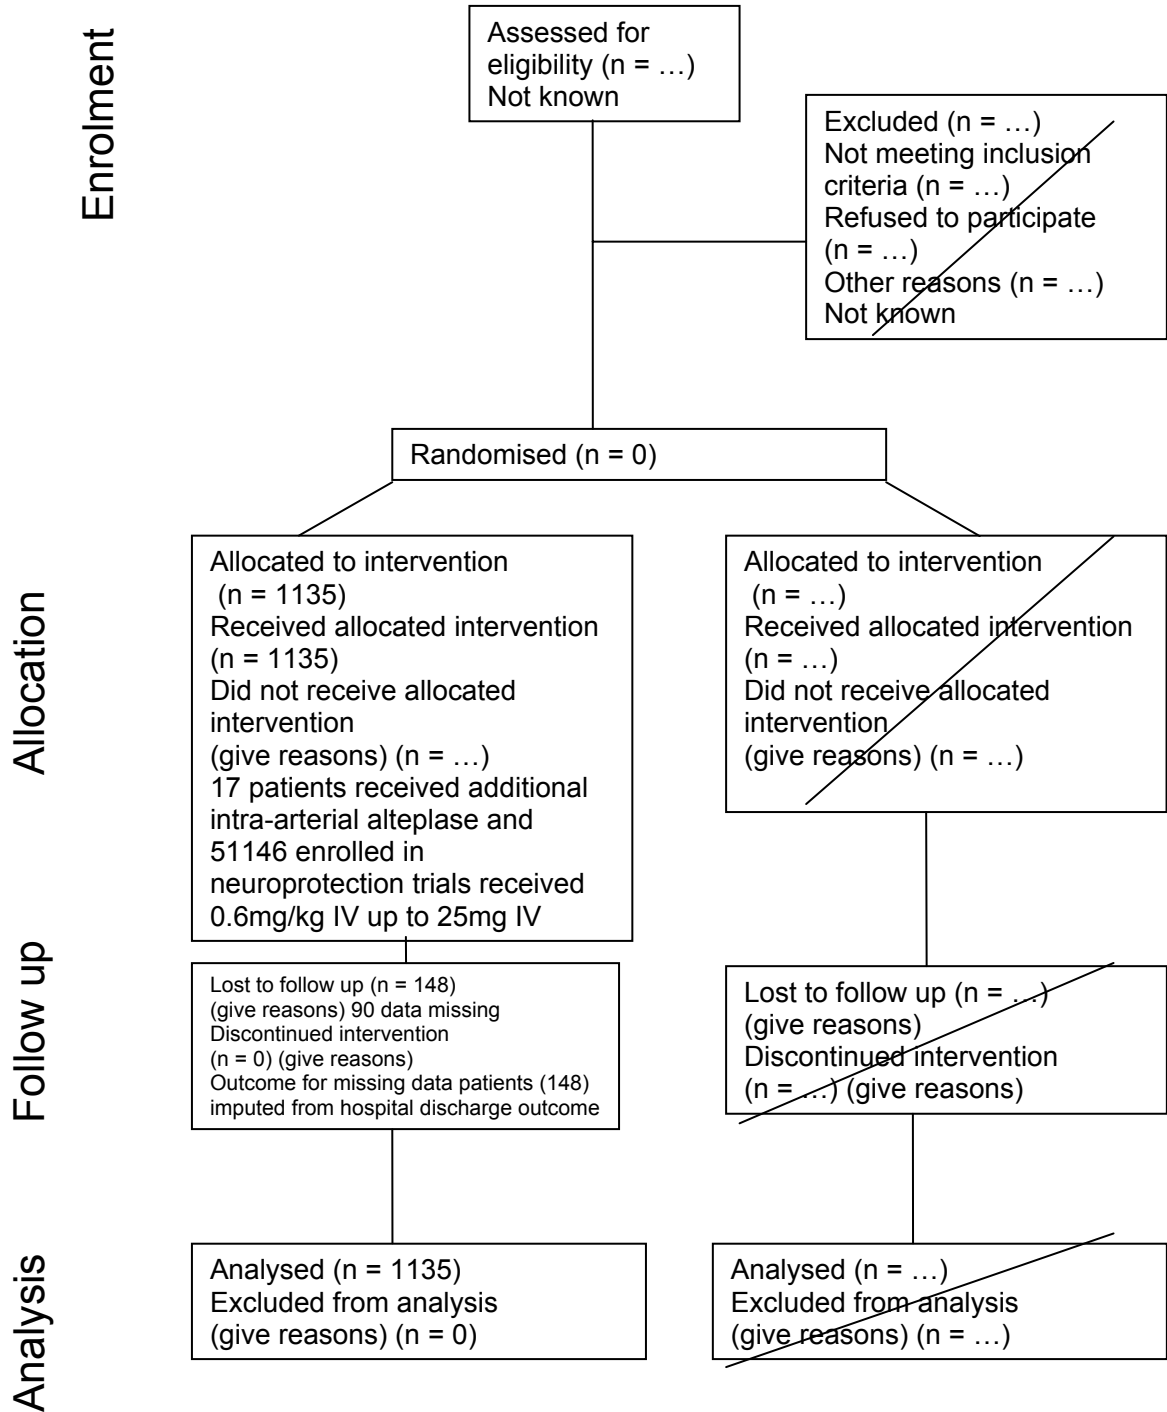 Enrolment
Assessed for
eligibility (n = …)
Not known
Excluded (n = …)
Not meeting inclusion
criteria (n = …)
Refused to participate
(n = …)
Other reasons (n = …)
Not known
Randomised (n = 0)
Allocation
Allocated to intervention
(n = 1135)
Received allocated intervention
(n = 1135)
Did not receive allocated
intervention
(give reasons) (n = …)
17 patients received additional
intra-arterial alteplase and
51146 enrolled in
neuroprotection trials received
0.6mg/kg IV up to 25mg IV
Allocated to intervention
(n = …)
Received allocated intervention
(n = …)
Did not receive allocated
intervention
(give reasons) (n = …)
Follow up
Lost to follow up (n = 148)
(give reasons) 90 data missing
Discontinued intervention
(n = 0) (give reasons)
Outcome for missing data patients (148)
imputed from hospital discharge outcome
Lost to follow up (n = …)
(give reasons)
Discontinued intervention
(n = …) (give reasons)
Analysis
Analysed (n = 1135)
Excluded from analysis
(give reasons) (n = 0)
Analysed (n = …)
Excluded from analysis
(give reasons) (n = …)